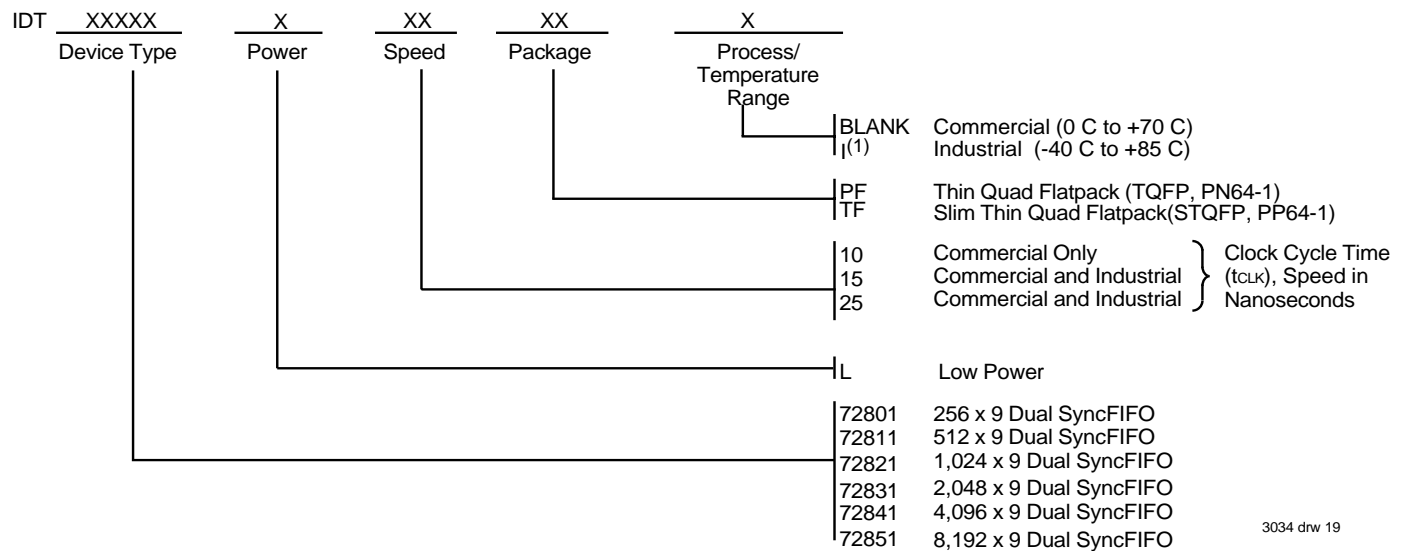 IDT XXXXX X XX XX X
Device Type Power Speed Package Process/
Temperature
Range
BLANK Commercial (0 C to +70 C)
I(1) Industrial (-40 C to +85 C)
PF Thin Quad Flatpack (TQFP, PN64-1)
TF Slim Thin Quad Flatpack(STQFP, PP64-1)
10 Commercial Only Clock Cycle Time
15 Commercial and Industrial (tCLK), Speed in
25 Commercial and Industrial Nanoseconds
L Low Power
72801 256 x 9 Dual SyncFIFO
72811 512 x 9 Dual SyncFIFO
72821 1,024 x 9 Dual SyncFIFO
72831 2,048 x 9 Dual SyncFIFO
72841 4,096 x 9 Dual SyncFIFO
72851 8,192 x 9 Dual SyncFIFO
3034 drw 19